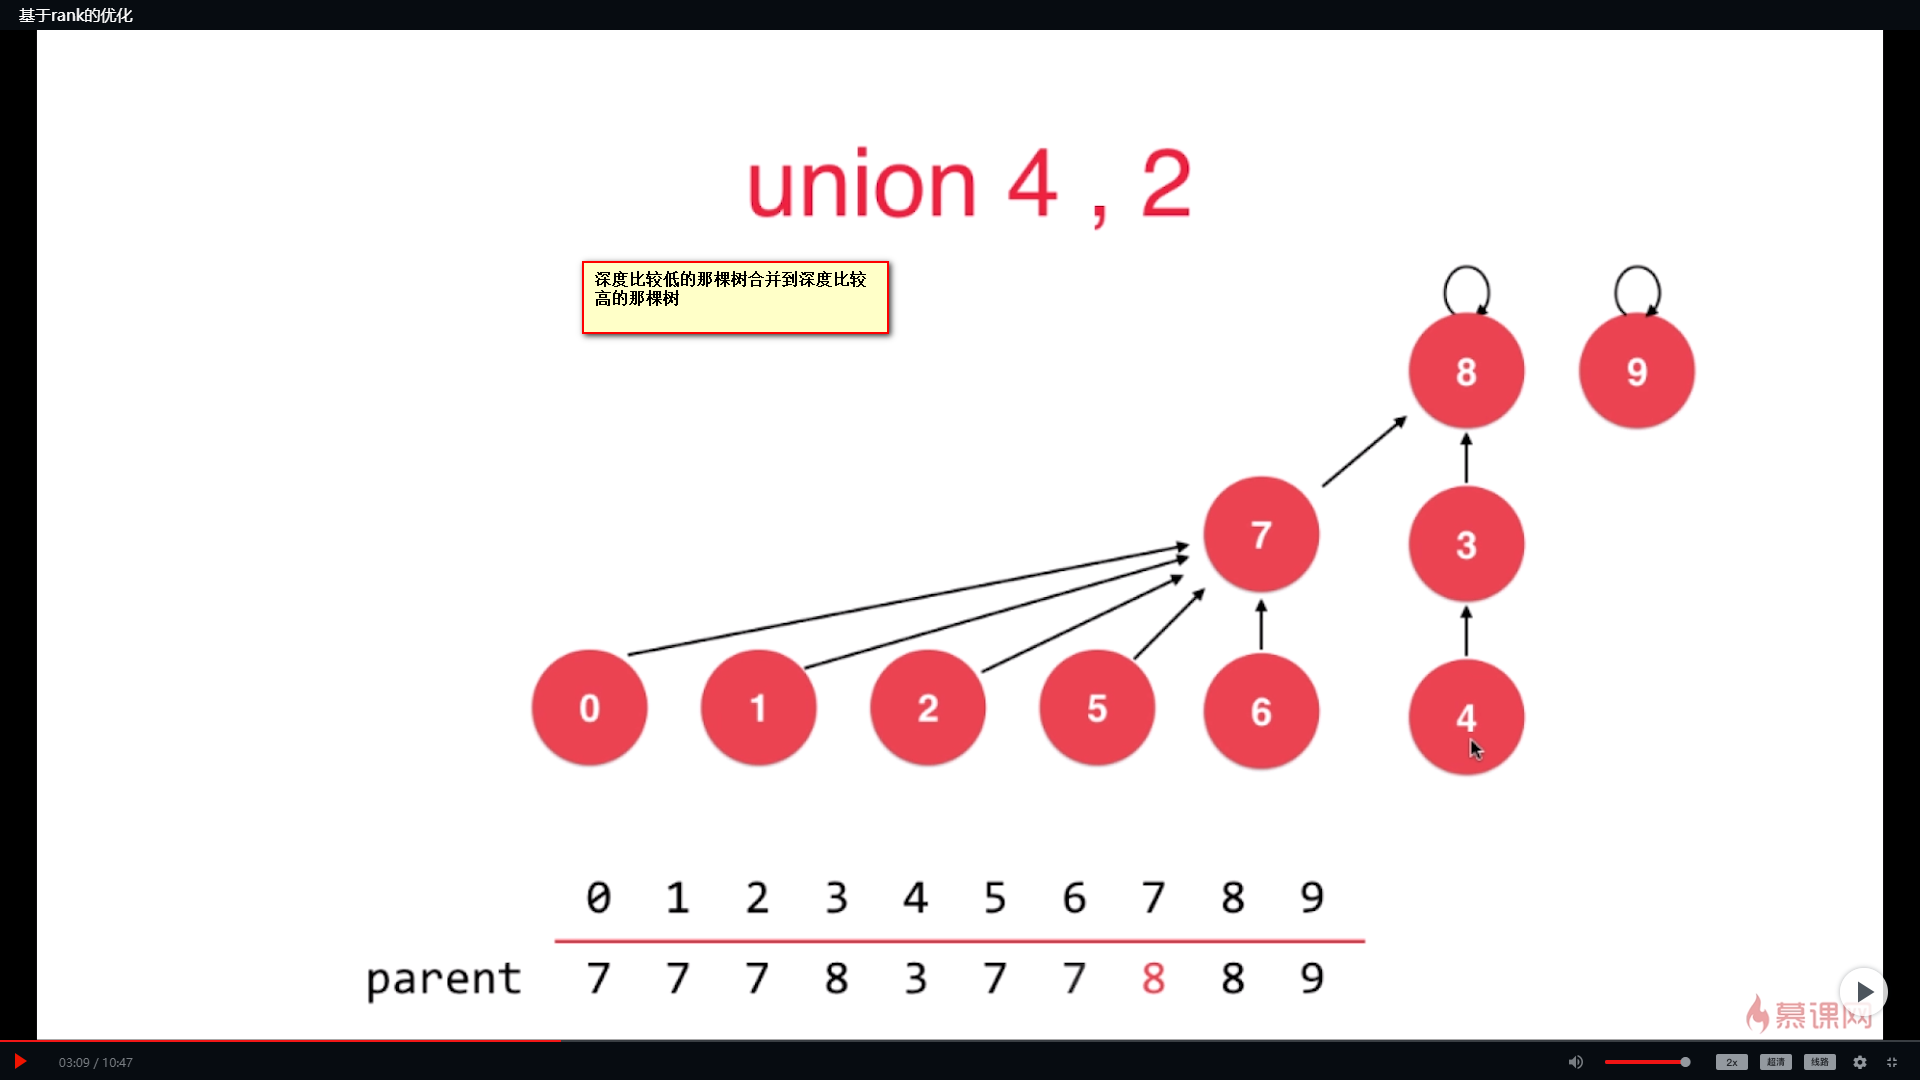 基于rank的优化
union 4 , 2
深度比较低的那棵树合并到深度比较
高的那棵树
8 9
7 3
0 1 2 5 6 4
0 1 2 3 4 5 6 7 8 9
parent 7 7 7 8 3 7 7 8 8 9
慕课网
03:09 / 10:47
2x 超清 线路